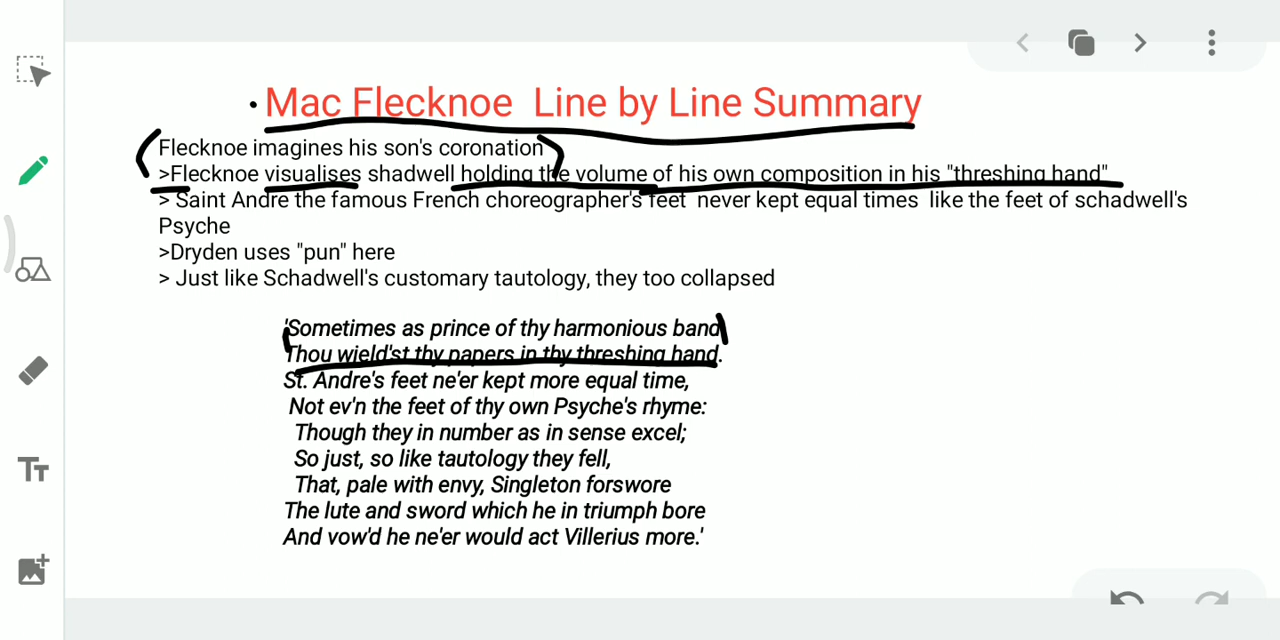 • Mac Flecknoe Line by Line Summary
Flecknoe imagines his son's coronation
>Flecknoe visualises shadwell holding the volume of his own composition in his "threshing hand"
> Saint Andre the famous French choreographer's feet never kept equal times like the feet of schadwell's
Psyche
>Dryden uses "pun" here
> Just like Schadwell's customary tautology, they too collapsed
'Sometimes as prince of thy harmonious band
Thou wield'st thy papers in thy threshing hand.
St. Andre's feet ne'er kept more equal time,
Not ev'n the feet of thy own Psyche's rhyme:
Though they in number as in sense excel;
So just, so like tautology they fell,
That, pale with envy, Singleton forswore
The lute and sword which he in triumph bore
And vow'd he ne'er would act Villerius more.'
TT